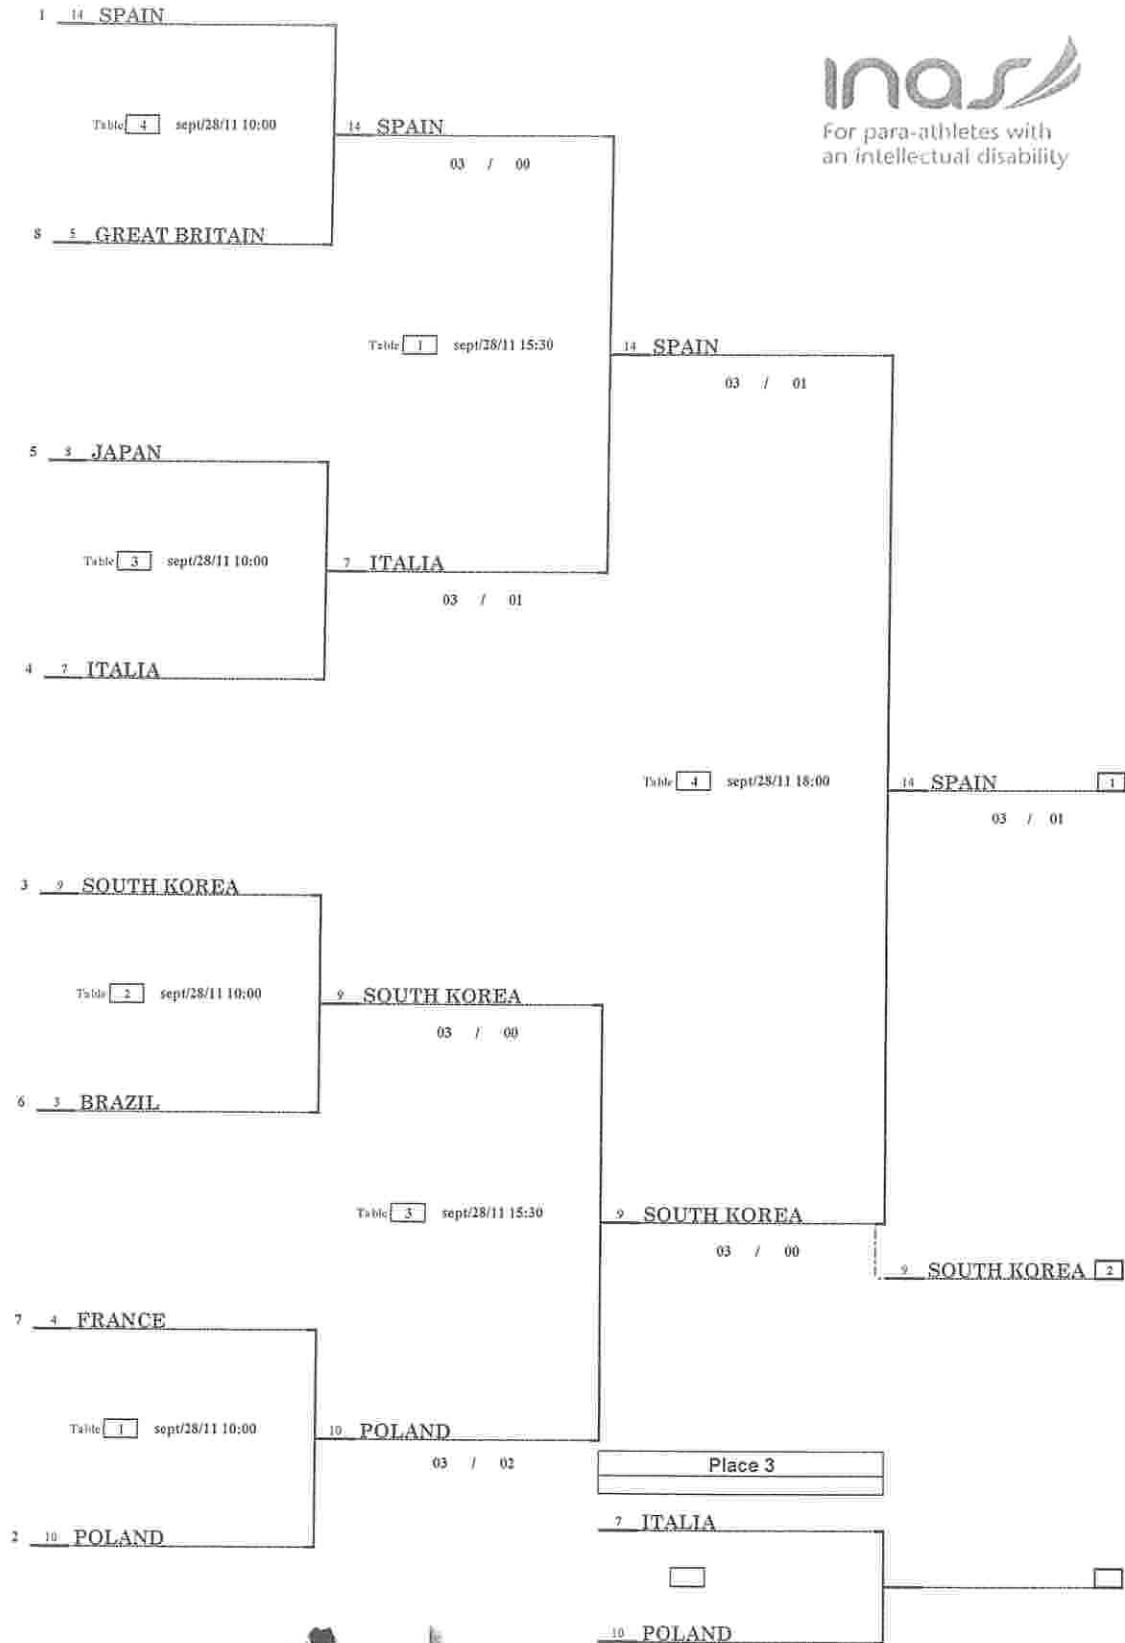 1 14 SPAIN
inas
For para-athletes with
an intellectual disability
Table 4 sept/28/11 10:00
14 SPAIN
03 / 00
8 5 GREAT BRITAIN
Table 1 sept/28/11 15:30
14 SPAIN
03 / 01
5 8 JAPAN
Table 3 sept/28/11 10:00
7 ITALIA
03 / 01
4 7 ITALIA
Table 4 sept/28/11 18:00
14 SPAIN 1
03 / 01
3 9 SOUTH KOREA
Table 2 sept/28/11 10:00
9 SOUTH KOREA
03 / 00
6 3 BRAZIL
Table 3 sept/28/11 15:30
9 SOUTH KOREA
03 / 00
9 SOUTH KOREA 2
7 4 FRANCE
Table 1 sept/28/11 10:00
10 POLAND
03 / 02
Place 3
7 ITALIA
2 10 POLAND
10 POLAND